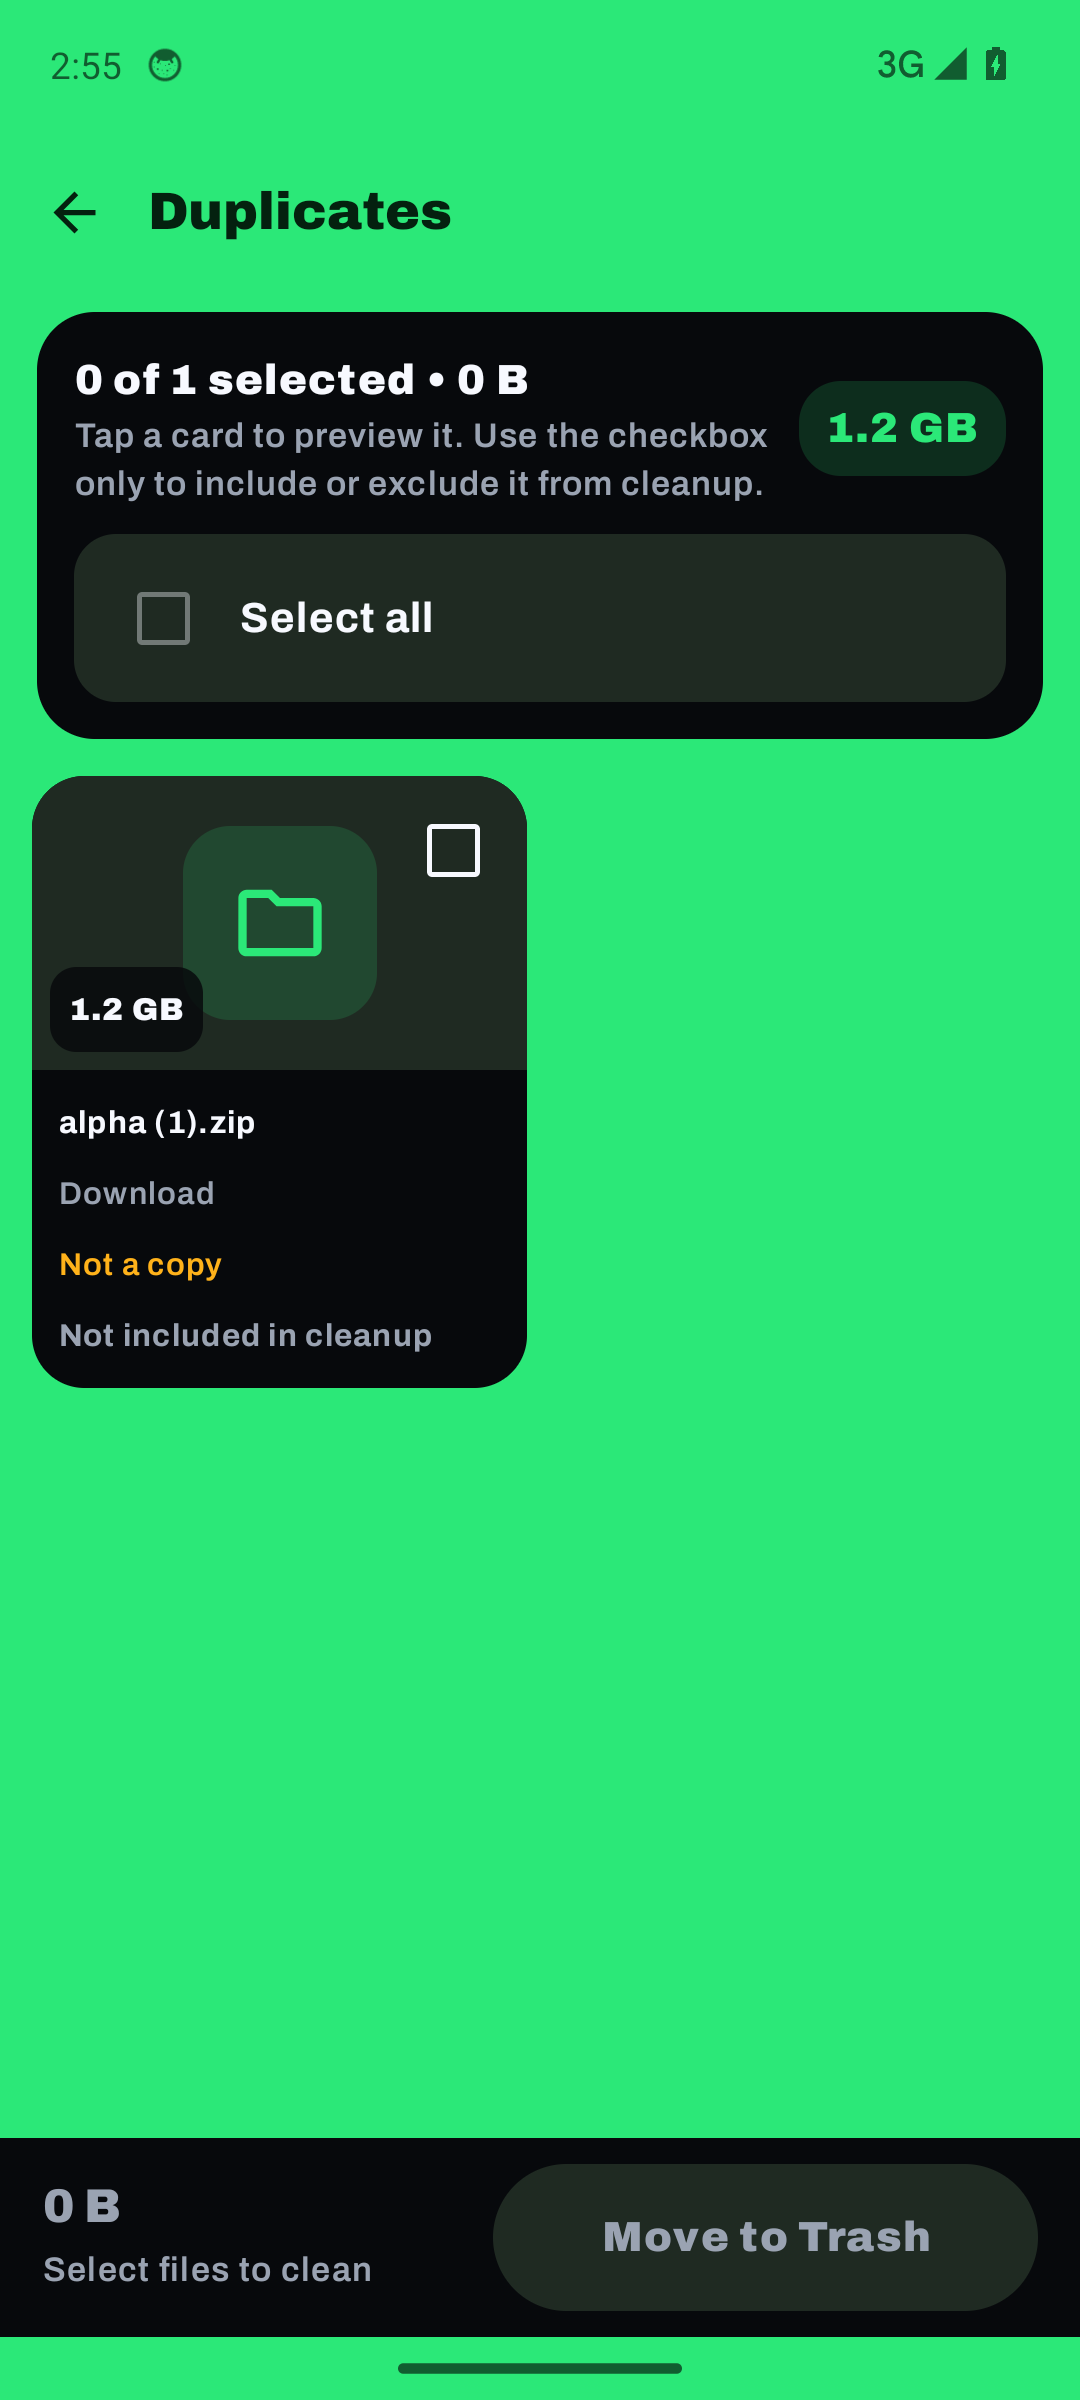 2:55
3G
Duplicates
0 of 1 selected • 0 B
Tap a card to preview it. Use the checkbox
only to include or exclude it from cleanup.
1.2 GB
Select all
1.2 GB
alpha (1).zip
Download
Not a copy
Not included in cleanup
0 B
Select files to clean
Move to Trash